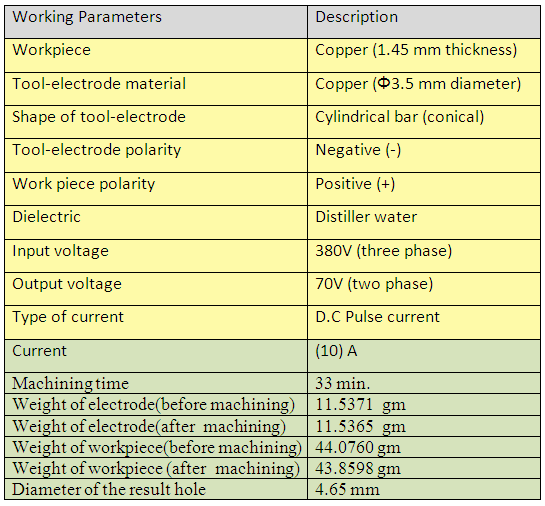 Working Parameters Description
Workpiece Copper (1.45 mm thickness)
Tool-electrode material Copper (Φ3.5 mm diameter)
Shape of tool-electrode Cylindrical bar (conical)
Tool-electrode polarity Negative (-)
Work piece polarity Positive (+)
Dielectric Distiller water
Input voltage 380V (three phase)
Output voltage 70V (two phase)
Type of current D.C Pulse current
Current (10) A
Machining time 33 min.
Weight of electrode(before machining) 11.5371 gm
Weight of electrode(after machining) 11.5365 gm
Weight of workpiece(before machining) 44.0760 gm
Weight of workpiece (after machining) 43.8598 gm
Diameter of the result hole 4.65 mm